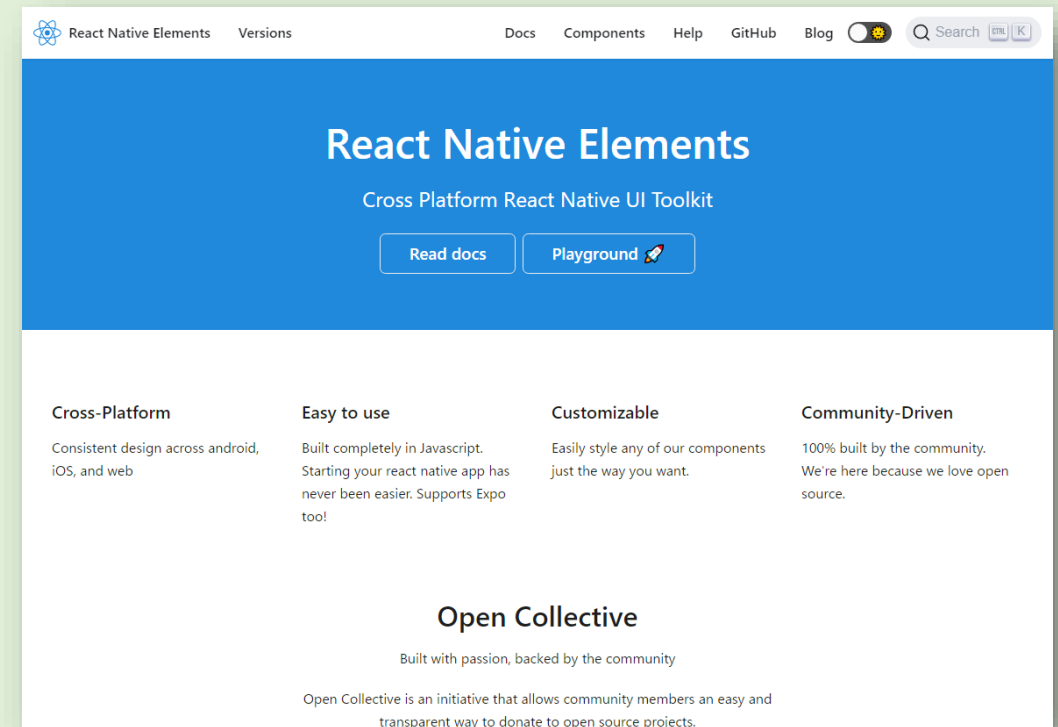 React Native Elements Versions Docs Components Help GitHub Blog Search CTRL K
React Native Elements
Cross Platform React Native UI Toolkit
Read docs Playground 🚀
Cross-Platform
Consistent design across android,
iOS, and web
Easy to use
Built completely in Javascript.
Starting your react native app has
never been easier. Supports Expo
too!
Customizable
Easily style any of our components
just the way you want.
Community-Driven
100% built by the community.
We're here because we love open
source.
Open Collective
Built with passion, backed by the community
Open Collective is an initiative that allows community members an easy and
transparent way to donate to open source projects.